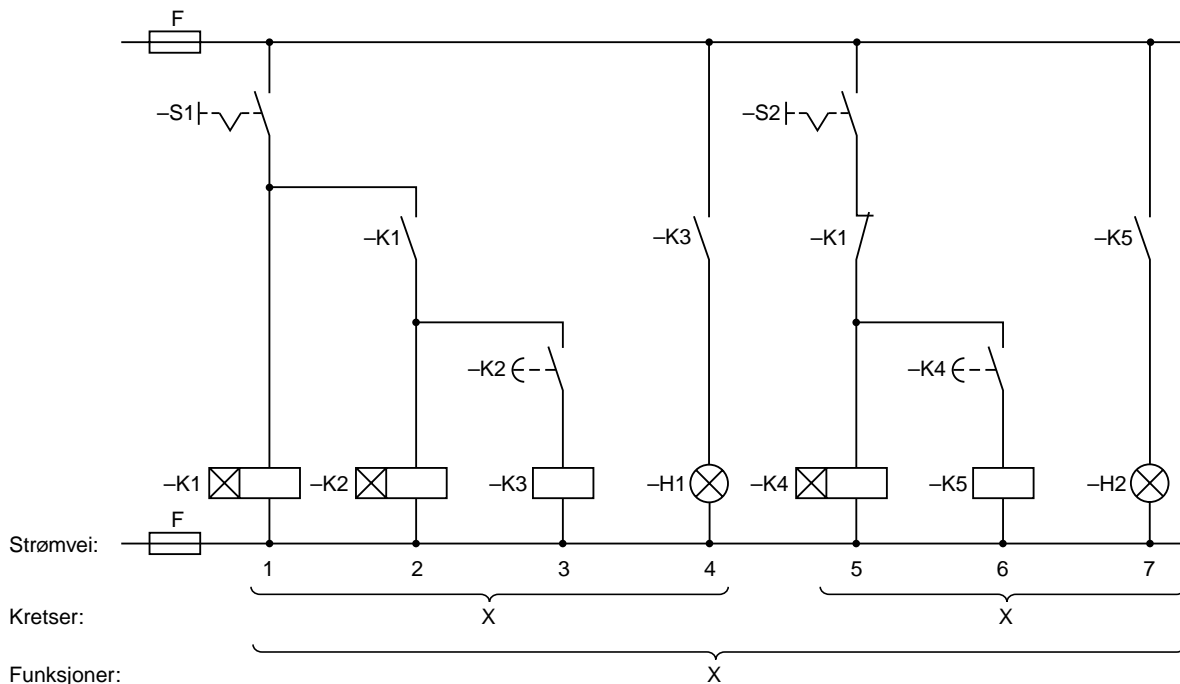 F
–S1
–S2
–K1
–K3
–K1
–K5
–K2
–K4
–K1
–K2
–K3
–H1
–K4
–K5
–H2
F
Strømvei:
1 2 3 4 5 6 7
Kretser: X X
Funksjoner: X